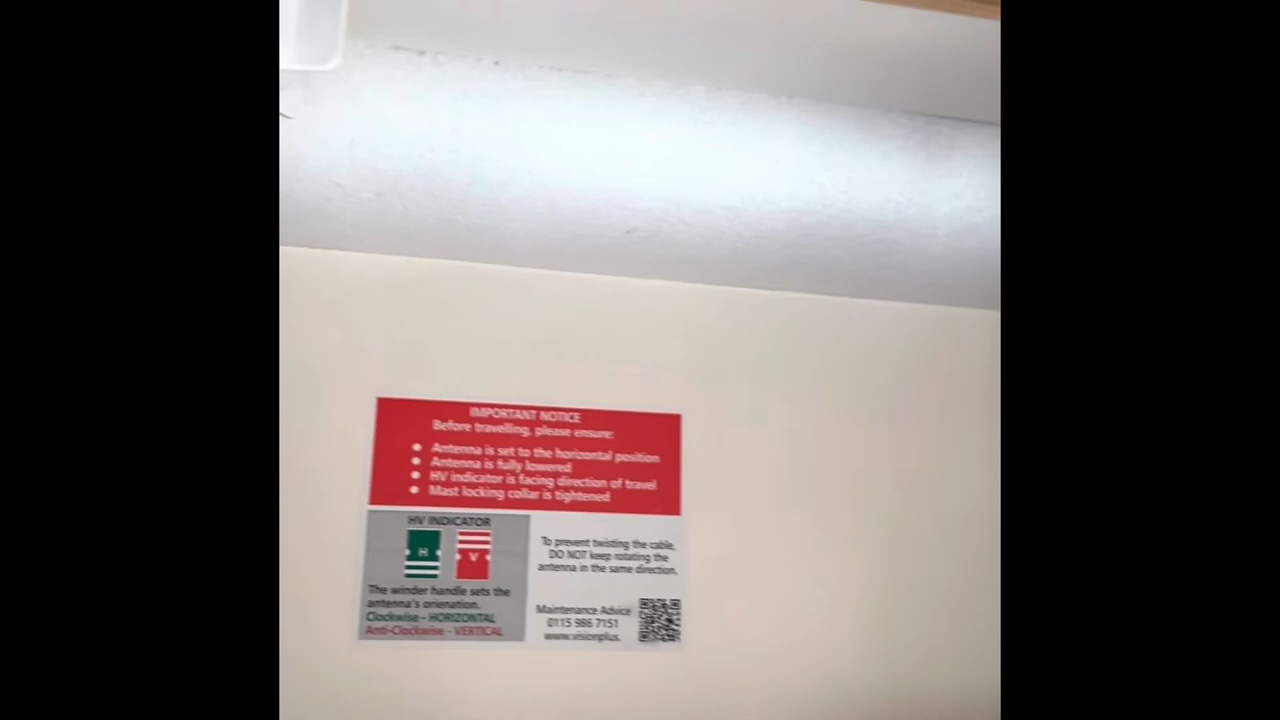 IMPORTANT NOTICE
Before travelling, please ensure:
Antenna is set to the horizontal position
Antenna is fully lowered
HV indicator is facing direction of travel
Mast locking collar is tightened
HV INDICATOR
H V
The winder handle sets the
antenna's orienation.
Clockwise - HORIZONTAL
Anti-Clockwise - VERTICAL
To prevent twisting the cable,
DO NOT keep rotating the
antenna in the same direction.
Maintenance Advice
0115 986 7151
www.visionplus.